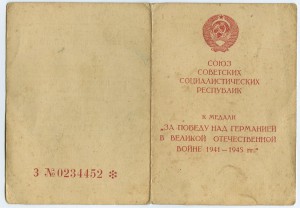 З № 0234452 *
СОЮЗ
СОВЕТСКИХ
СОЦИАЛИСТИЧЕСКИХ
РЕСПУБЛИК
К МЕДАЛИ
„ЗА ПОБЕДУ НАД ГЕРМАНИЕЙ
В ВЕЛИКОЙ ОТЕЧЕСТВЕННОЙ
ВОЙНЕ 1941—1945 гг."